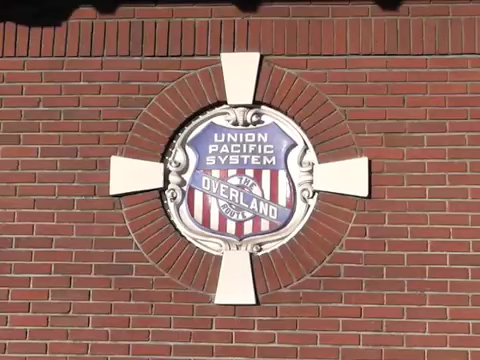 UNION
PACIFIC
SYSTEM
THE
OVERLAND
ROUTE